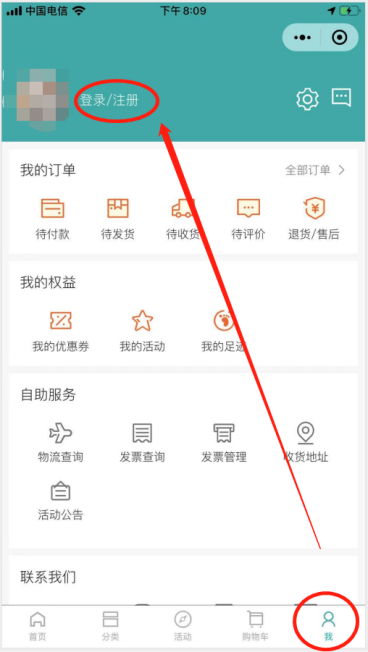 中国电信 下午8:09
登录/注册
我的订单 全部订单 >
待付款 待发货 待收货 待评价 退货/售后
我的权益
我的优惠券 我的活动 我的足迹
自助服务
物流查询 发票查询 发票管理 收货地址
活动公告
联系我们
首页 分类 活动 购物车 我